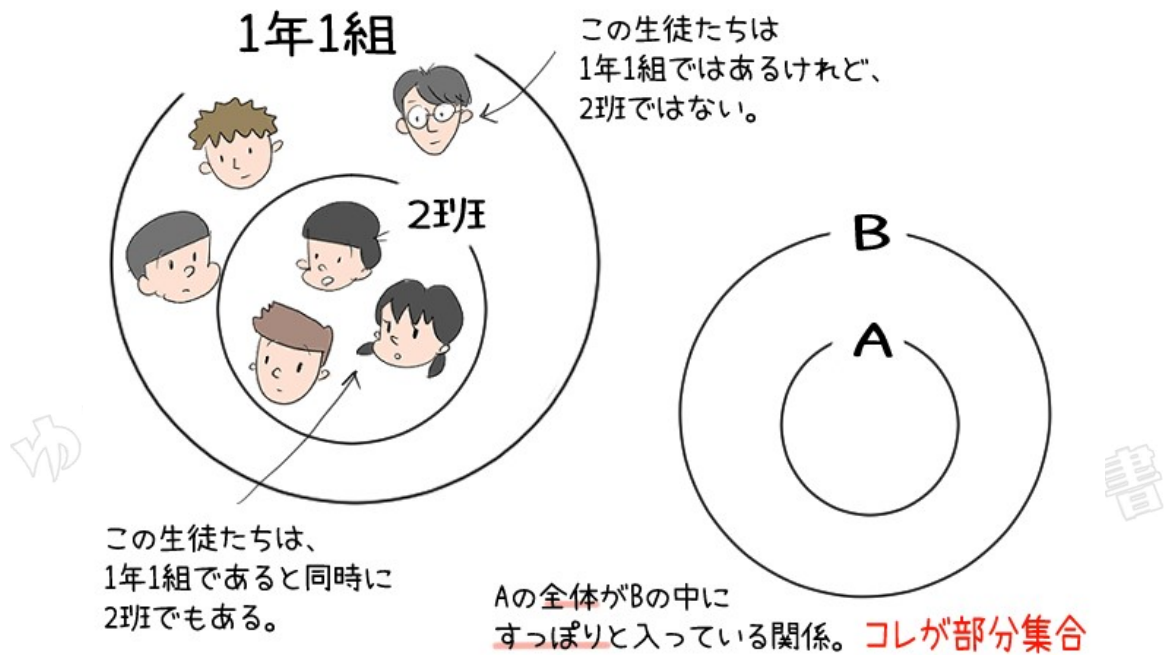 1年1組
この生徒たちは
1年1組ではあるけれど、
2班ではない。
2班
B
A
この生徒たちは、
1年1組であると同時に
2班でもある。
Aの全体がBの中に
すっぽりと入っている関係。コレが部分集合
ゆ
書